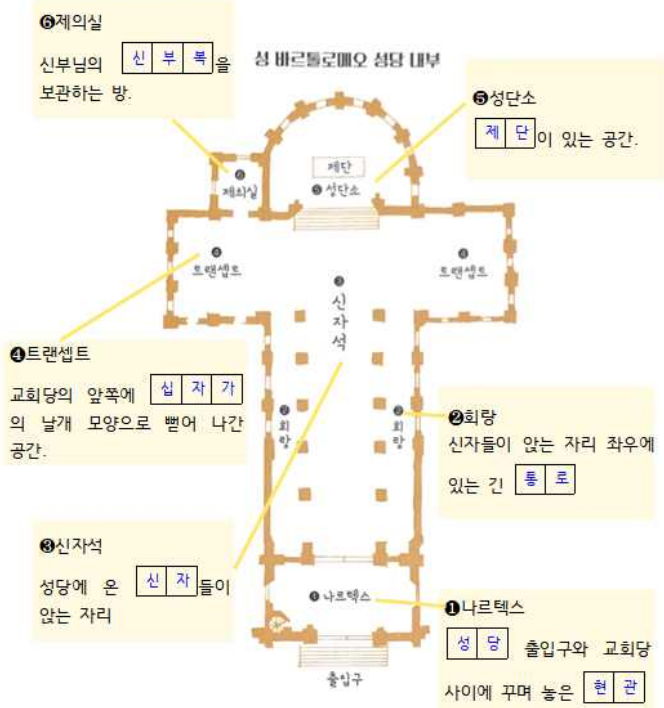 ❻제의실
신부님의 신부복을
보관하는 방.
성 바르톨로메오 성당 내부
❺성단소
제단이 있는 공간.
제단
❺ 성단소
❻
제의실
❹
트랜셉트
❹
트랜셉트
❸
신
자
석
❹트랜셉트
교회당의 앞쪽에 십자가
의 날개 모양으로 뻗어 나간
공간.
❷
회
랑
❷
회
랑
❷회랑
신자들이 앉는 자리 좌우에
있는 긴 통로
❸신자석
성당에 온 신자들이
앉는 자리
❶ 나르텍스
❶나르텍스
성당 출입구와 교회당
사이에 꾸며 놓은 현관
출입구